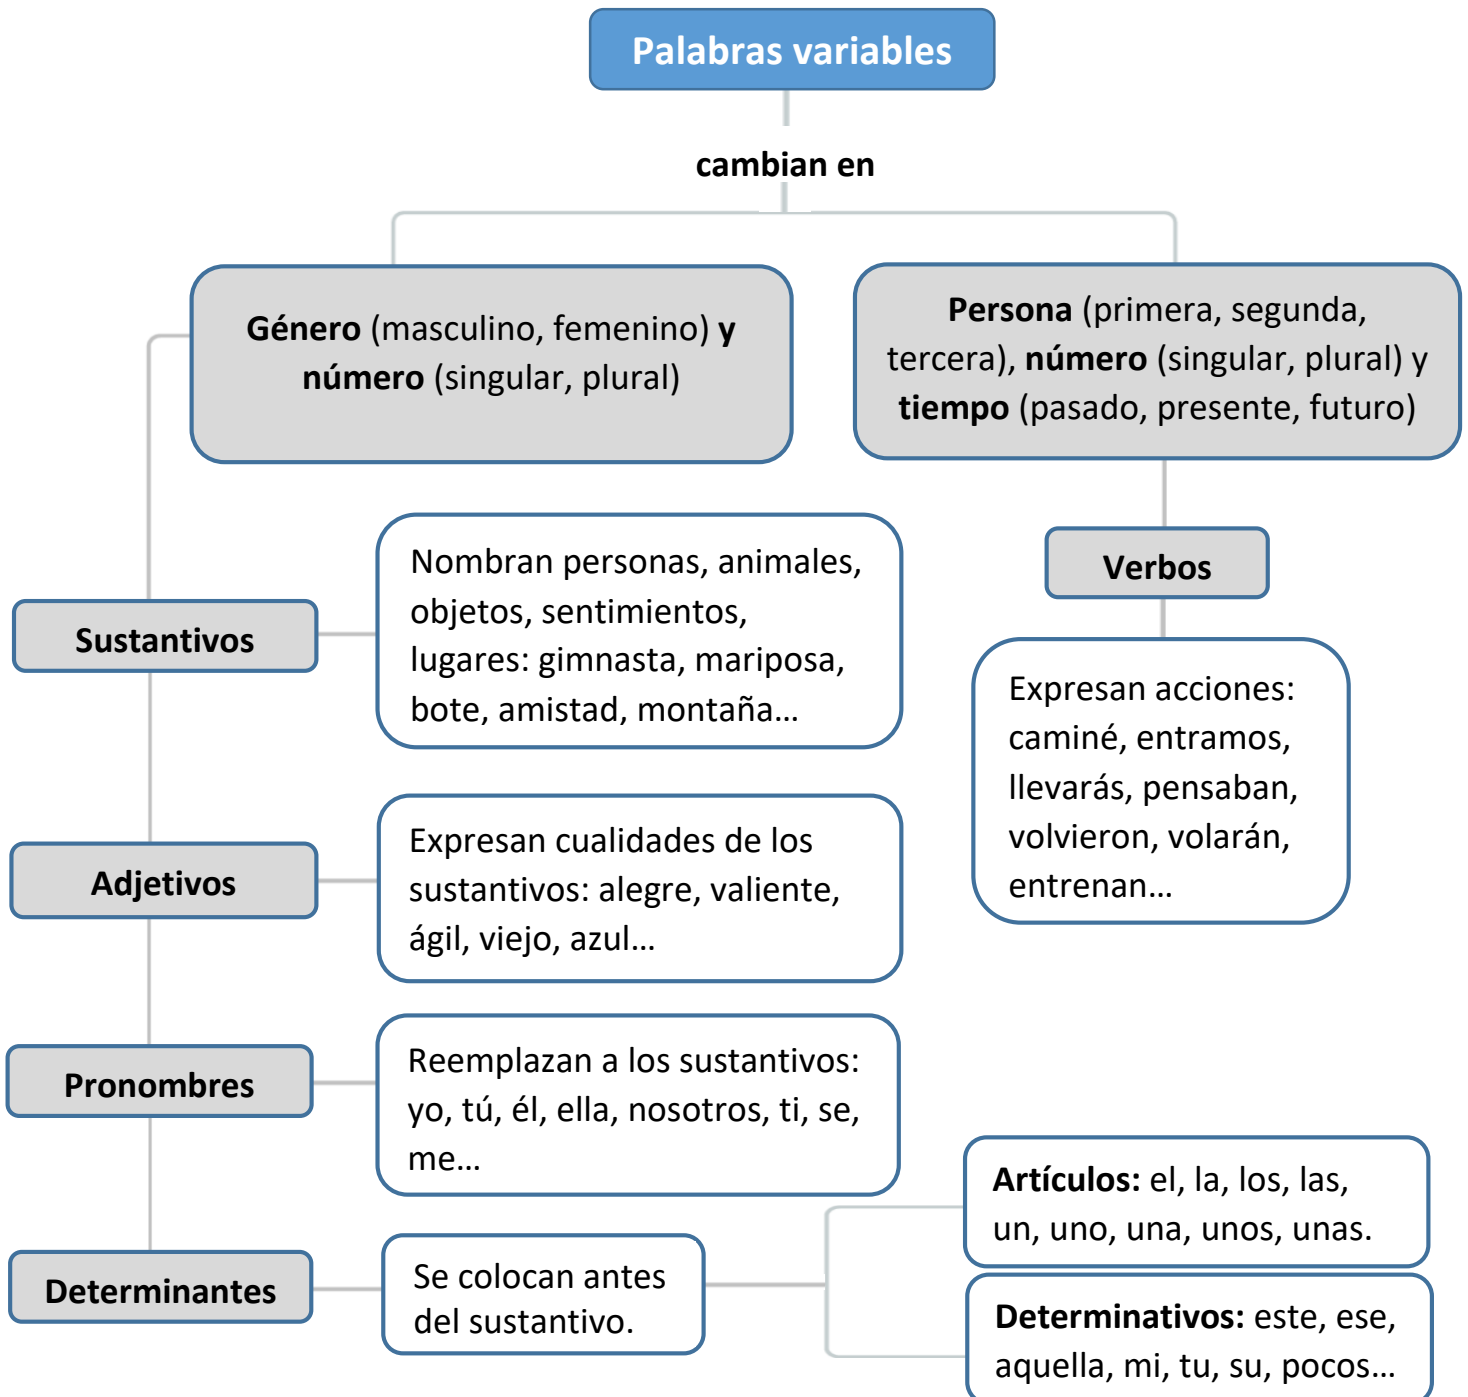 Palabras variables
cambian en
Género (masculino, femenino) y
número (singular, plural)
Persona (primera, segunda,
tercera), número (singular, plural) y
tiempo (pasado, presente, futuro)
Sustantivos
Nombran personas, animales,
objetos, sentimientos,
lugares: gimnasta, mariposa,
bote, amistad, montaña…
Verbos
Expresan acciones:
caminé, entramos,
llevarás, pensaban,
volvieron, volarán,
entrenan…
Adjetivos
Expresan cualidades de los
sustantivos: alegre, valiente,
ágil, viejo, azul…
Pronombres
Reemplazan a los sustantivos:
yo, tú, él, ella, nosotros, ti, se,
me…
Determinantes
Se colocan antes
del sustantivo.
Artículos: el, la, los, las,
un, uno, una, unos, unas.
Determinativos: este, ese,
aquella, mi, tu, su, pocos…